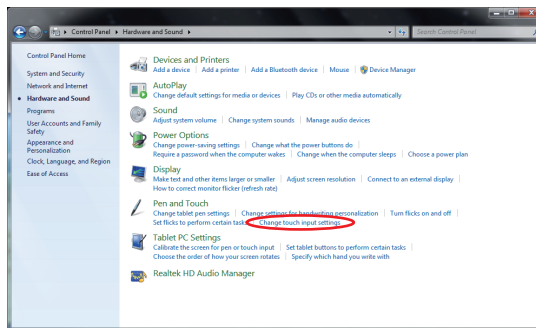 Control Panel ▸ Hardware and Sound ▸
Search Control Panel
Control Panel Home
System and Security
Network and Internet
Hardware and Sound
Programs
User Accounts and Family
Safety
Appearance and
Personalization
Clock, Language, and Region
Ease of Access
Devices and Printers
Add a device | Add a printer | Add a Bluetooth device | Mouse | Device Manager
AutoPlay
Change default settings for media or devices | Play CDs or other media automatically
Sound
Adjust system volume | Change system sounds | Manage audio devices
Power Options
Change power-saving settings | Change what the power buttons do |
Require a password when the computer wakes | Change when the computer sleeps | Choose a power plan
Display
Make text and other items larger or smaller | Adjust screen resolution | Connect to an external display |
How to correct monitor flicker (refresh rate)
Pen and Touch
Change tablet pen settings | Change settings for handwriting personalization | Turn flicks on and off |
Set flicks to perform certain tasks | Change touch input settings
Tablet PC Settings
Calibrate the screen for pen or touch input | Set tablet buttons to perform certain tasks |
Choose the order of how your screen rotates | Specify which hand you write with
Realtek HD Audio Manager